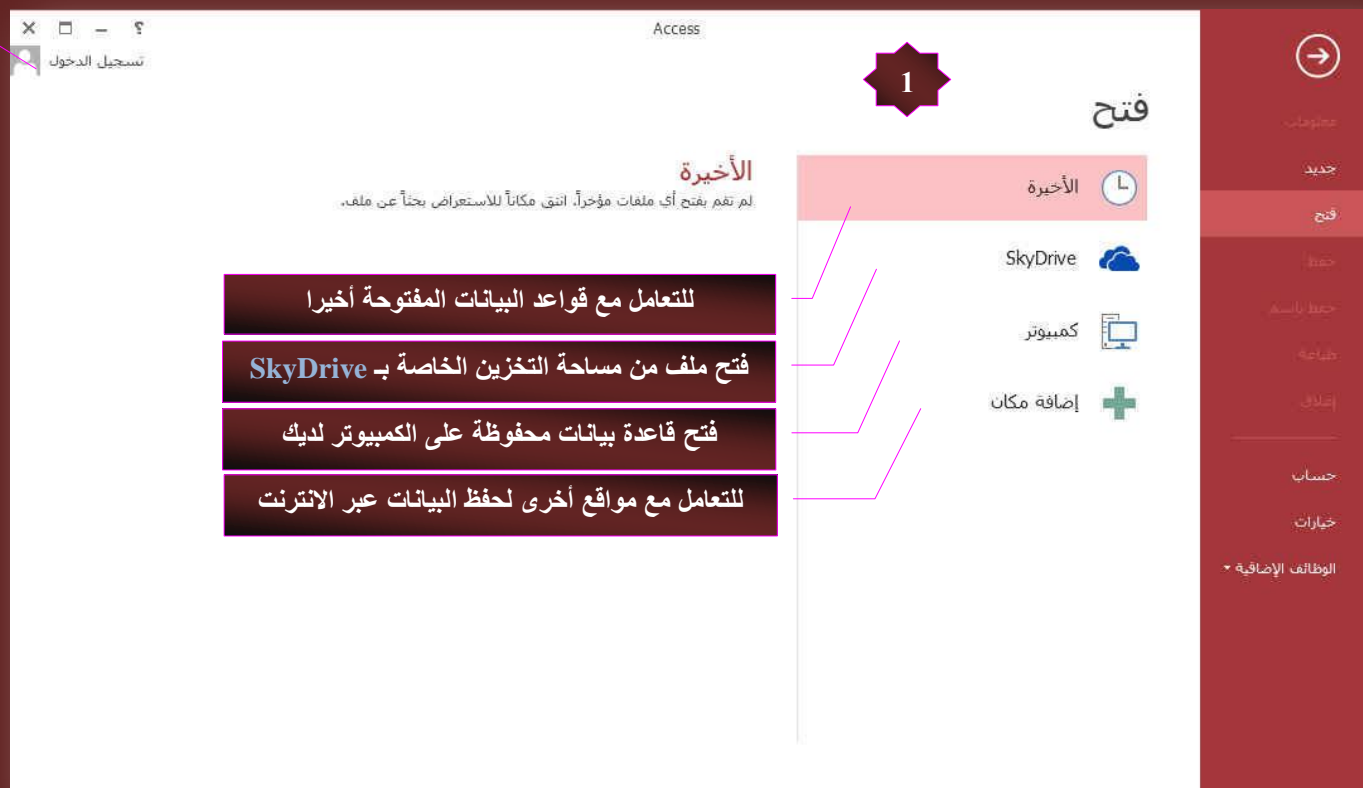 Access
؟
تسجيل الدخول
1
معلومات
جديد
فتح
حفظ
حفظ باسم
طباعة
إغلاق
حساب
خيارات
الوظائف الإضافية
فتح
الأخيرة
SkyDrive
كمبيوتر
إضافة مكان
الأخيرة
لم تقم بفتح أي ملفات مؤخراً. انتق مكاناً للاستعراض بحثاً عن ملف.
للتعامل مع قواعد البيانات المفتوحة أخيرا
فتح ملف من مساحة التخزين الخاصة بـ SkyDrive
فتح قاعدة بيانات محفوظة على الكمبيوتر لديك
للتعامل مع مواقع أخرى لحفظ البيانات عبر الانترنت